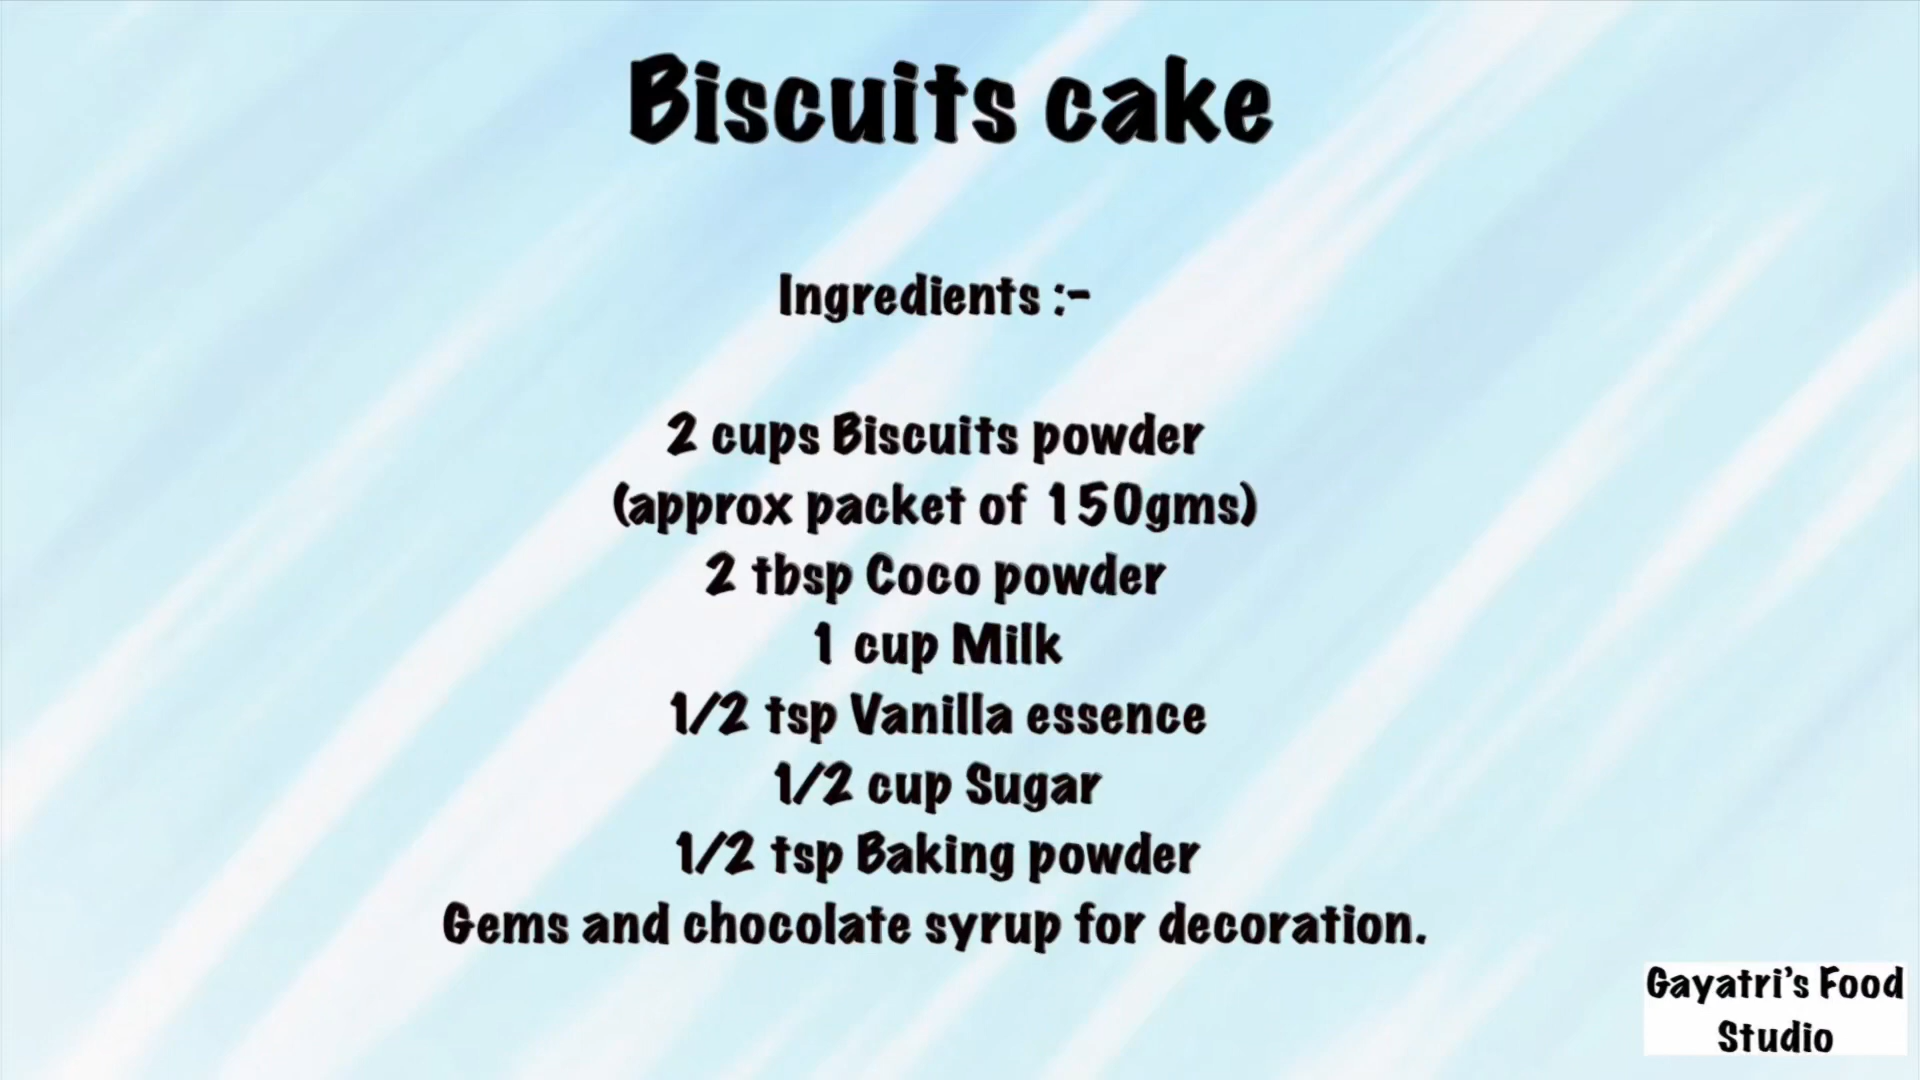 Biscuits cake
Ingredients :-
2 cups Biscuits powder
(approx packet of 150gms)
2 tbsp Coco powder
1 cup Milk
1/2 tsp Vanilla essence
1/2 cup Sugar
1/2 tsp Baking powder
Gems and chocolate syrup for decoration.
Gayatri's Food
Studio